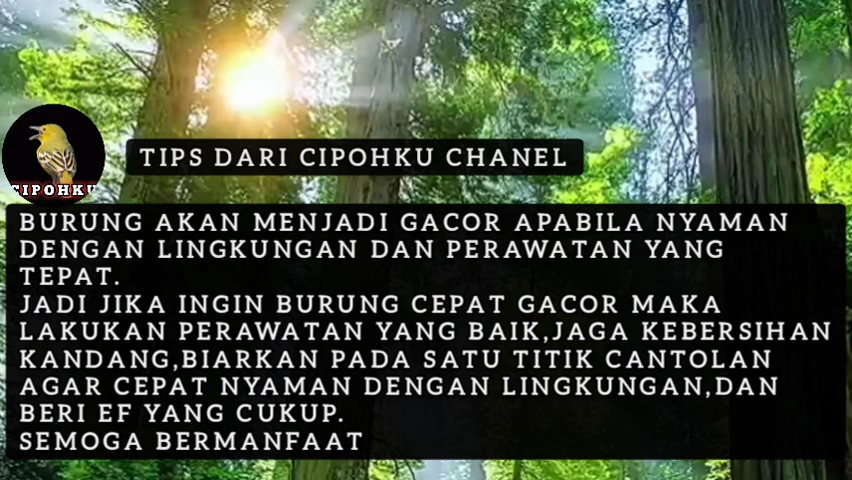 CIPOHKU
TIPS DARI CIPOHKU CHANEL
BURUNG AKAN MENJADI GACOR APABILA NYAMAN
DENGAN LINGKUNGAN DAN PERAWATAN YANG
TEPAT.
JADI JIKA INGIN BURUNG CEPAT GACOR MAKA
LAKUKAN PERAWATAN YANG BAIK,JAGA KEBERSIHAN
KANDANG,BIARKAN PADA SATU TITIK CANTOLAN
AGAR CEPAT NYAMAN DENGAN LINGKUNGAN,DAN
BERI EF YANG CUKUP.
SEMOGA BERMANFAAT